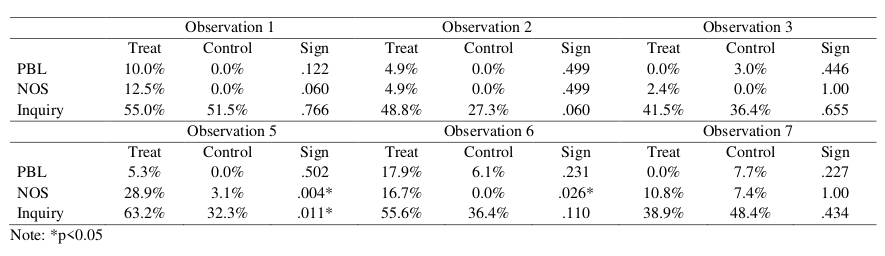 Observation 1 Observation 2 Observation 3
Treat Control Sign Treat Control Sign Treat Control Sign
PBL 10.0% 0.0% .122 4.9% 0.0% .499 0.0% 3.0% .446
NOS 12.5% 0.0% .060 4.9% 0.0% .499 2.4% 0.0% 1.00
Inquiry 55.0% 51.5% .766 48.8% 27.3% .060 41.5% 36.4% .655
Observation 5 Observation 6 Observation 7
Treat Control Sign Treat Control Sign Treat Control Sign
PBL 5.3% 0.0% .502 17.9% 6.1% .231 0.0% 7.7% .227
NOS 28.9% 3.1% .004* 16.7% 0.0% .026* 10.8% 7.4% 1.00
Inquiry 63.2% 32.3% .011* 55.6% 36.4% .110 38.9% 48.4% .434
Note: *p<0.05